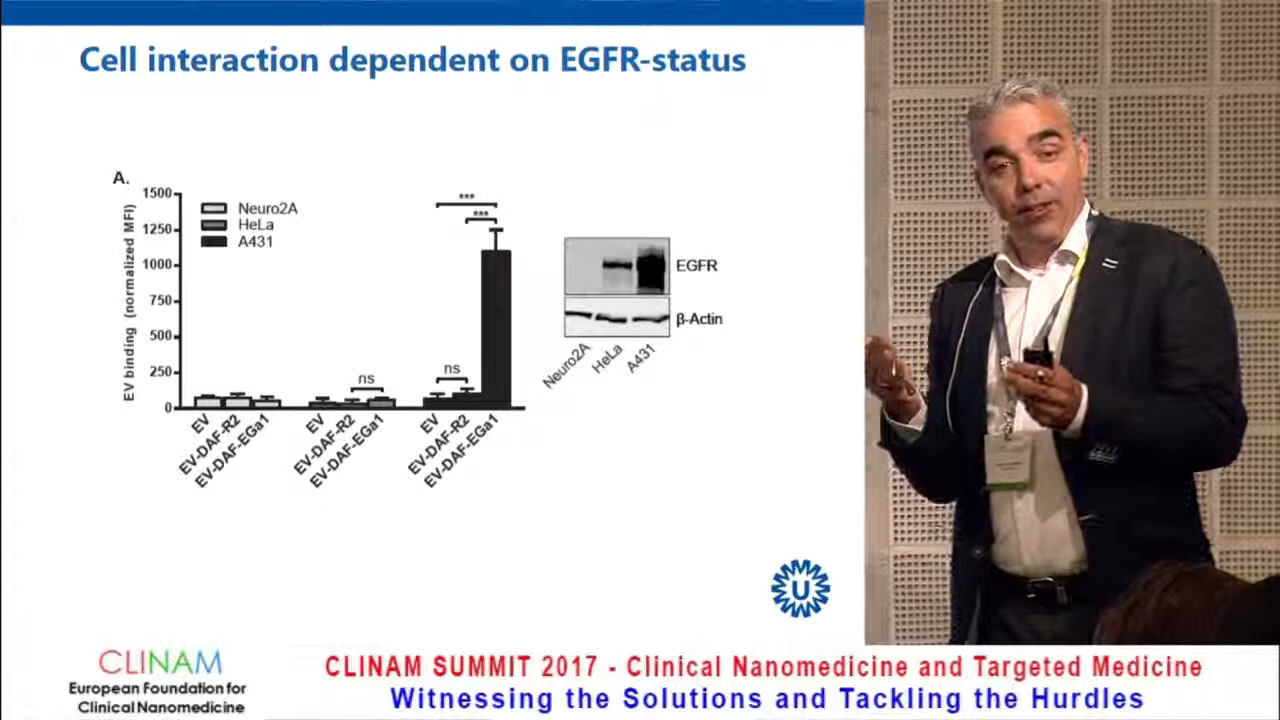 Cell interaction dependent on EGFR-status
A.
EV binding (normalized MFI)
1500
1250
1000
750
500
250
0
Neuro2A
HeLa
A431
***
***
ns
ns
EV
EV-DAF-R2
EV-DAF-EGa1
EV
EV-DAF-R2
EV-DAF-EGa1
EV
EV-DAF-R2
EV-DAF-EGa1
EGFR
β-Actin
Neuro2A
HeLa
A431
U
CLINAM
European Foundation for
Clinical Nanomedicine
CLINAM SUMMIT 2017 - Clinical Nanomedicine and Targeted Medicine
Witnessing the Solutions and Tackling the Hurdles